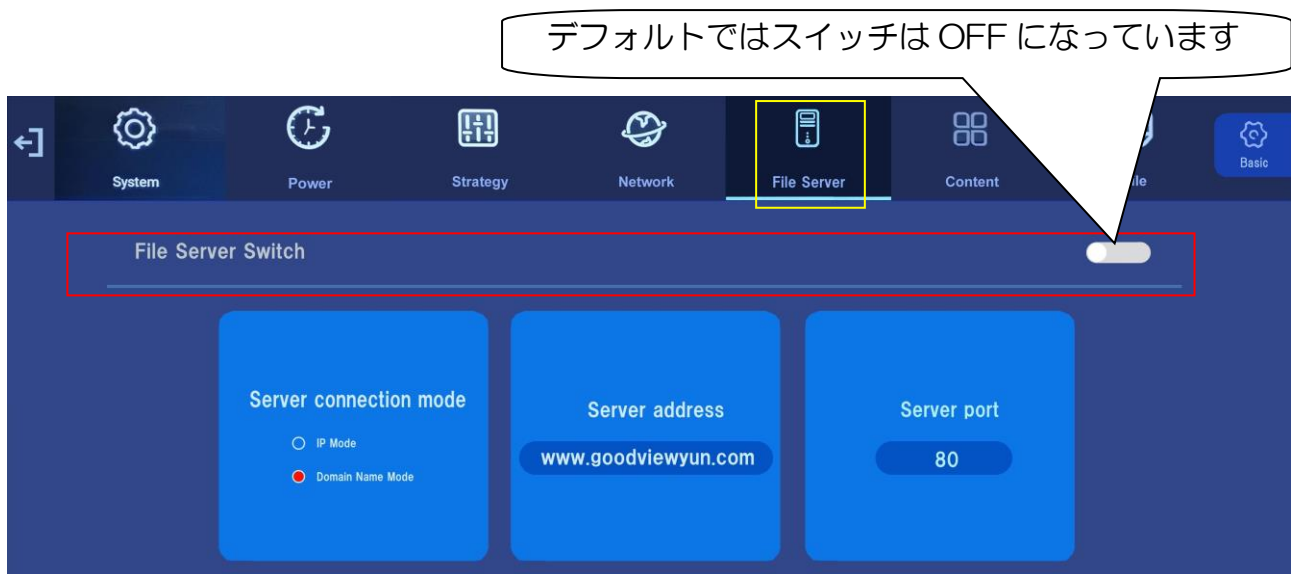 デフォルトではスイッチは OFF になっています
System
Power
Strategy
Network
File Server
Content
Basic
File Server Switch
Server connection mode
IP Mode
Domain Name Mode
Server address
www.goodviewyun.com
Server port
80